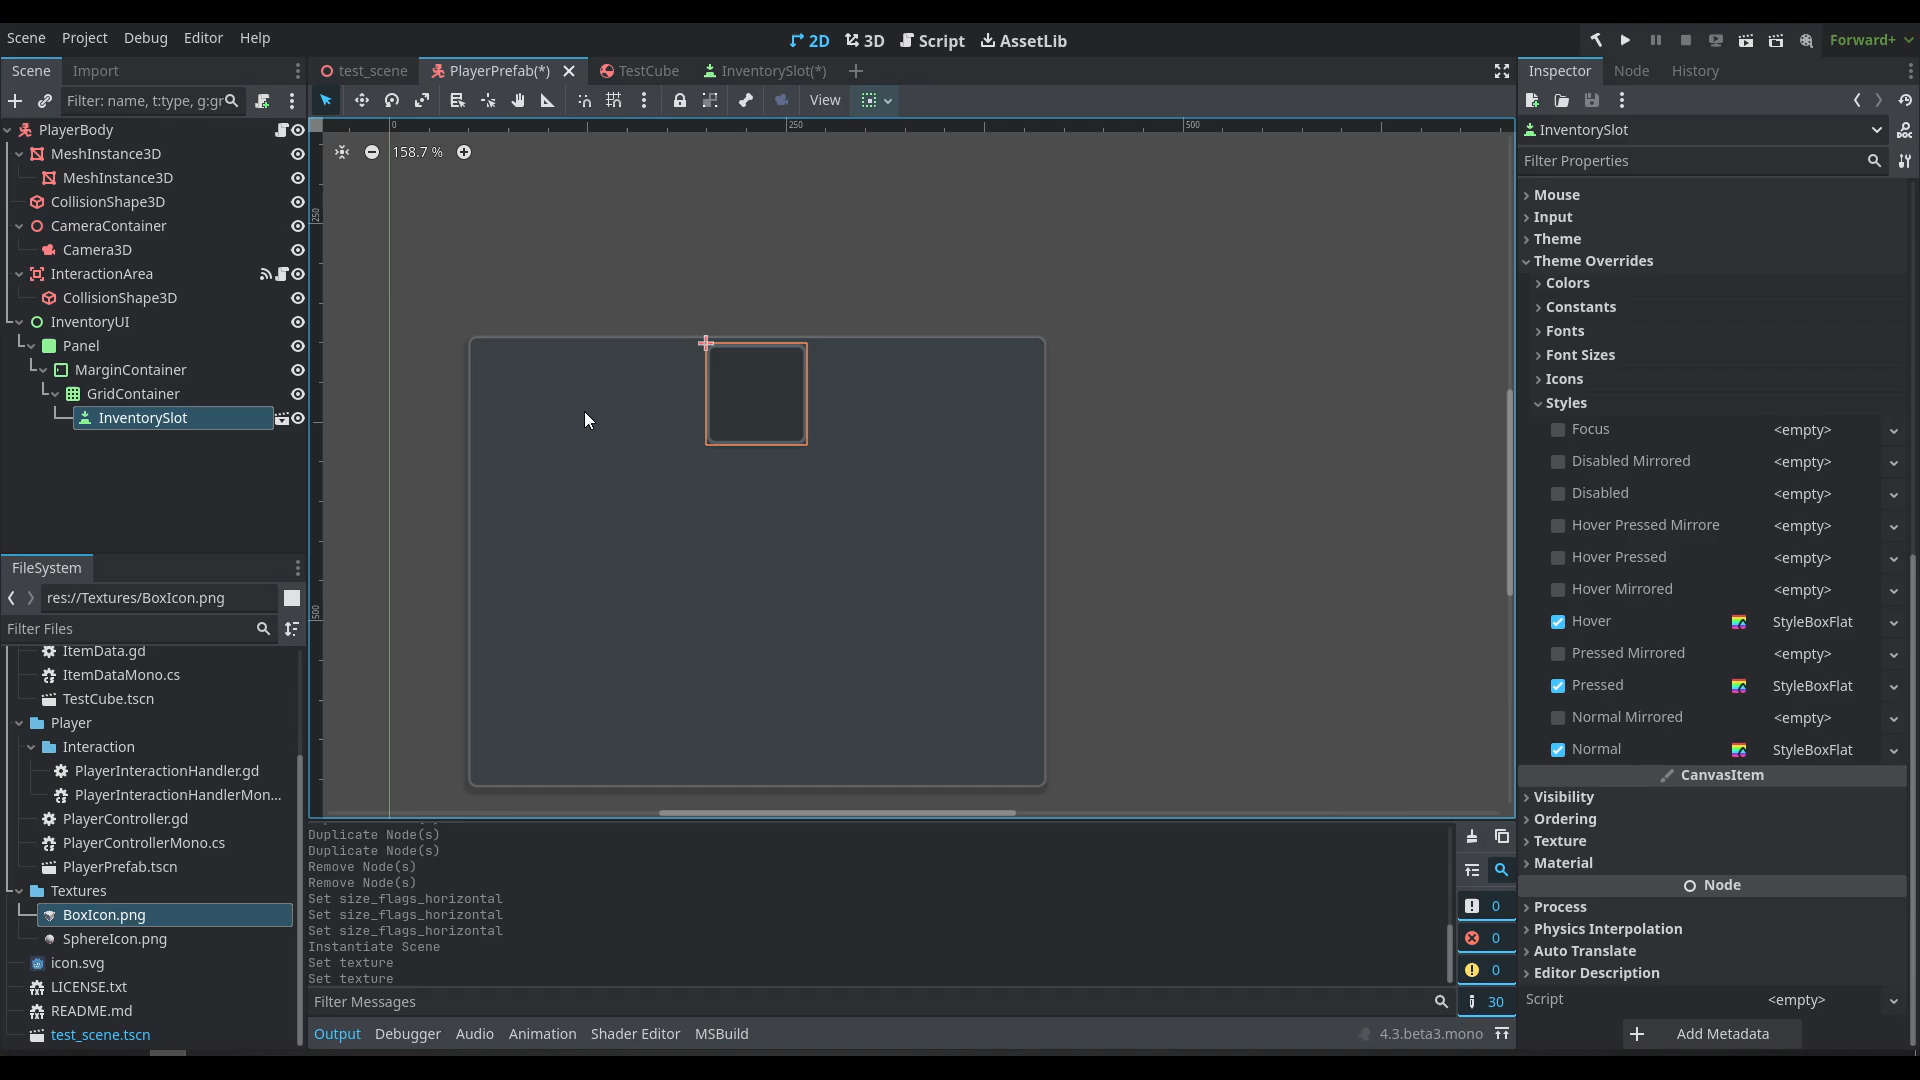 Scene Project Debug Editor Help
2D 3D Script AssetLib
Forward+
Scene Import
test_scene PlayerPrefab(*) TestCube InventorySlot(*)
Inspector Node History
Filter: name, t:type, g:gr
View
InventorySlot
Filter Properties
PlayerBody
MeshInstance3D
MeshInstance3D
CollisionShape3D
CameraContainer
Camera3D
InteractionArea
CollisionShape3D
InventoryUI
Panel
MarginContainer
GridContainer
InventorySlot
0 250 500
158.7 %
250
500
FileSystem
res://Textures/BoxIcon.png
Filter Files
ItemData.gd
ItemDataMono.cs
TestCube.tscn
Player
Interaction
PlayerInteractionHandler.gd
PlayerInteractionHandlerMon...
PlayerController.gd
PlayerControllerMono.cs
PlayerPrefab.tscn
Textures
BoxIcon.png
SphereIcon.png
icon.svg
LICENSE.txt
README.md
test_scene.tscn
Duplicate Node(s)
Duplicate Node(s)
Remove Node(s)
Remove Node(s)
Set size_flags_horizontal
Set size_flags_horizontal
Set size_flags_horizontal
Instantiate Scene
Set texture
Set texture
0
0
0
30
Filter Messages
Output Debugger Audio Animation Shader Editor MSBuild
4.3.beta3.mono
Mouse
Input
Theme
Theme Overrides
Colors
Constants
Fonts
Font Sizes
Icons
Styles
Focus <empty>
Disabled Mirrored <empty>
Disabled <empty>
Hover Pressed Mirrore <empty>
Hover Pressed <empty>
Hover Mirrored <empty>
Hover StyleBoxFlat
Pressed Mirrored <empty>
Pressed StyleBoxFlat
Normal Mirrored <empty>
Normal StyleBoxFlat
CanvasItem
Visibility
Ordering
Texture
Material
Node
Process
Physics Interpolation
Auto Translate
Editor Description
Script <empty>
Add Metadata